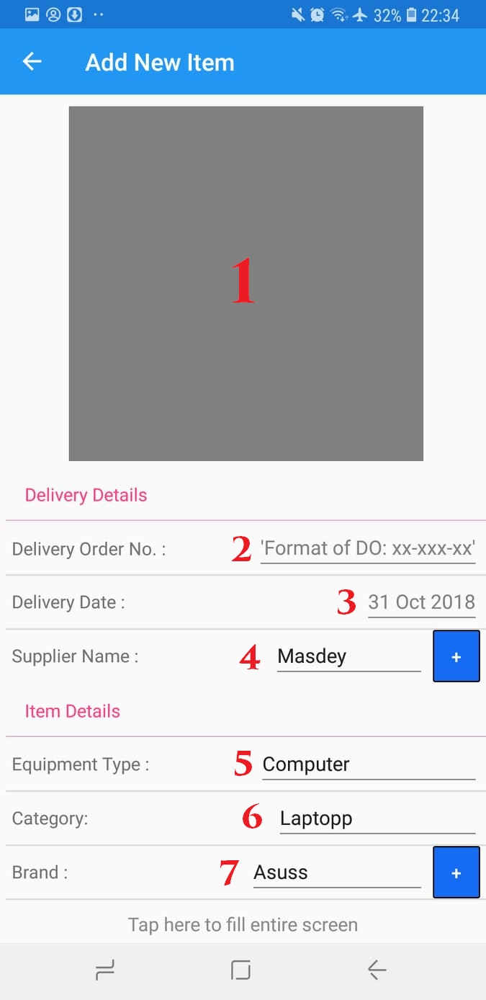 32% 22:34
Add New Item
1
Delivery Details
Delivery Order No. : 2 'Format of DO: xx-xxx-xx'
Delivery Date : 3 31 Oct 2018
Supplier Name : 4 Masdey +
Item Details
Equipment Type : 5 Computer
Category: 6 Laptopp
Brand : 7 Asuss +
Tap here to fill entire screen